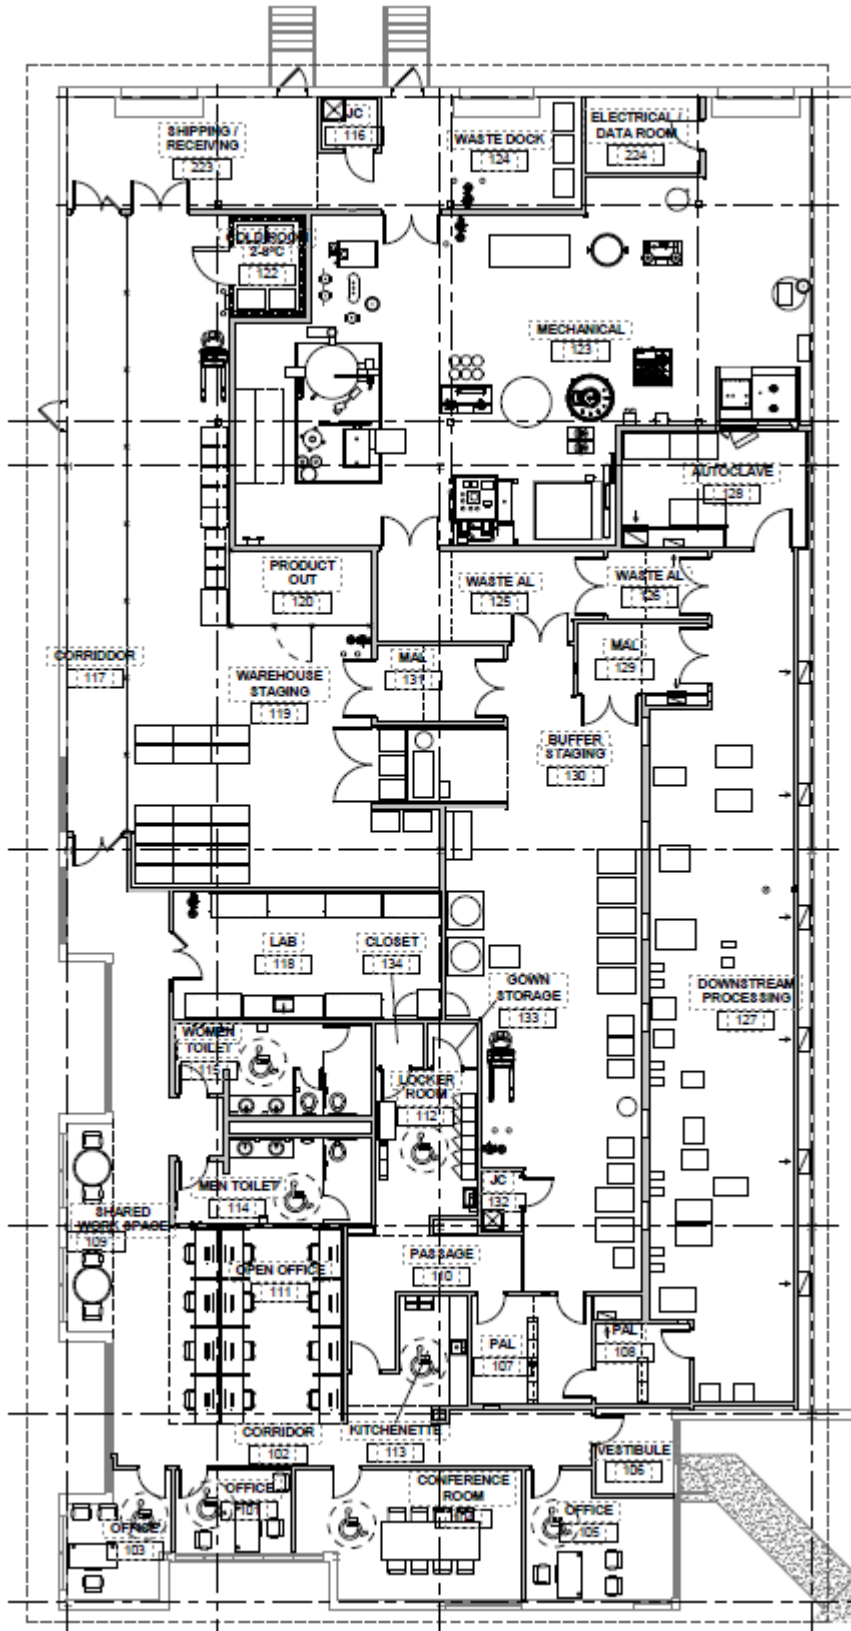 SHIPPING /
RECEIVING
223
JC
116
WASTE DOCK
124
ELECTRICAL /
DATA ROOM
224
COLD ROOM
2-8°C
122
MECHANICAL
123
AUTOCLAVE
128
PRODUCT
OUT
120
WASTE AL
125
WASTE AL
126
CORRIDDOR
117
WAREHOUSE
STAGING
119
MAL
131
MAL
129
BUFFER
STAGING
130
LAB
118
CLOSET
134
GOWN
STORAGE
133
DOWNSTREAM
PROCESSING
127
WOMEN
TOILET
115
LOCKER
ROOM
112
MEN TOILET
114
JC
132
SHARED
WORK SPACE
109
OPEN OFFICE
111
PASSAGE
110
PAL
107
PAL
108
CORRIDOR
102
KITCHENETTE
113
VESTIBULE
106
OFFICE
101
CONFERENCE
ROOM
OFFICE
105
OFFICE
103